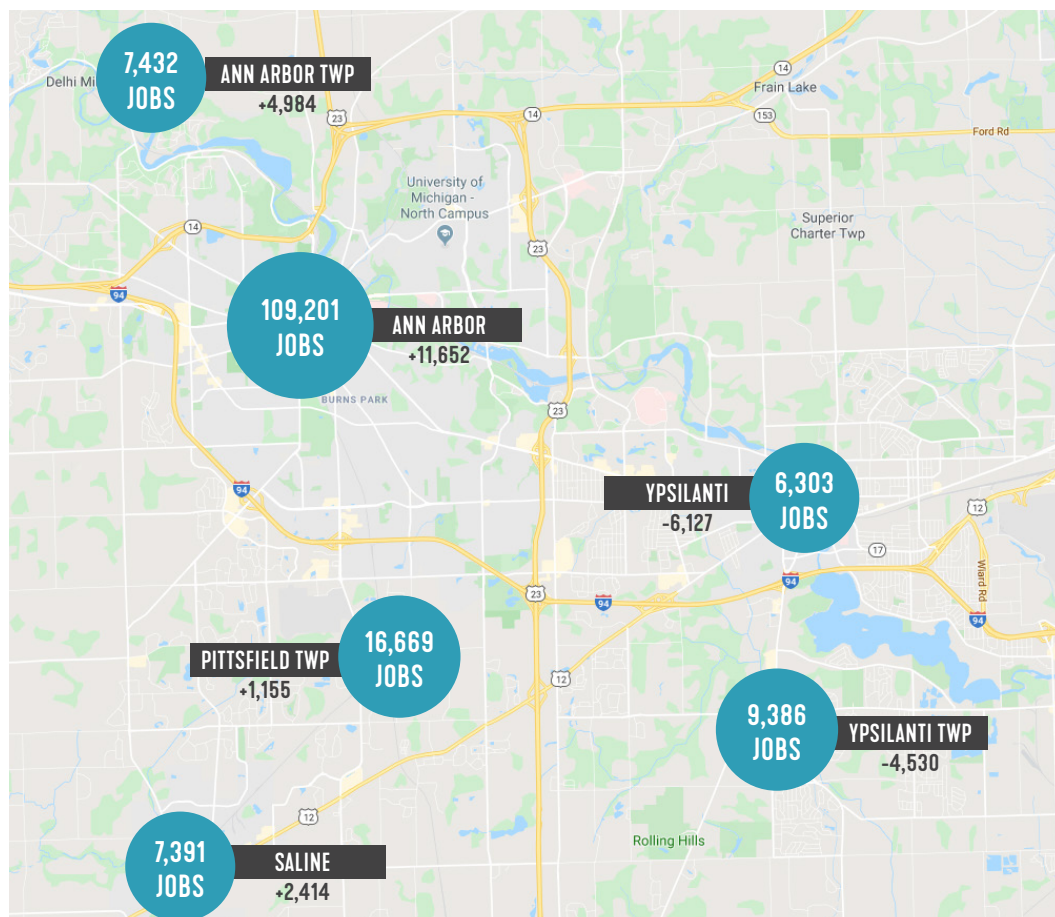 7,432
JOBS
ANN ARBOR TWP
+4,984
Delhi Mi
14
Frain Lake
23
14
153
Ford Rd
University of
Michigan -
North Campus
Superior
Charter Twp
14
23
94
109,201
JOBS
ANN ARBOR
+11,652
BURNS PARK
23
94
YPSILANTI
-6,127
6,303
JOBS
12
17
Wiard Rd
94
23
94
94
PITTSFIELD TWP
+1,155
16,669
JOBS
12
9,386
JOBS
YPSILANTI TWP
-4,530
12
Rolling Hills
7,391
JOBS
SALINE
+2,414